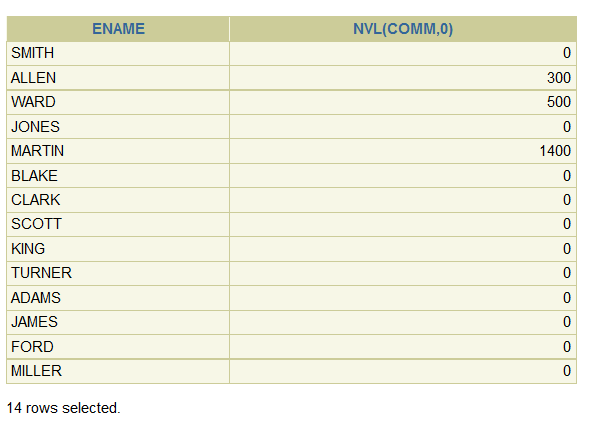 ENAME NVL(COMM,0)
SMITH 0
ALLEN 300
WARD 500
JONES 0
MARTIN 1400
BLAKE 0
CLARK 0
SCOTT 0
KING 0
TURNER 0
ADAMS 0
JAMES 0
FORD 0
MILLER 0
14 rows selected.